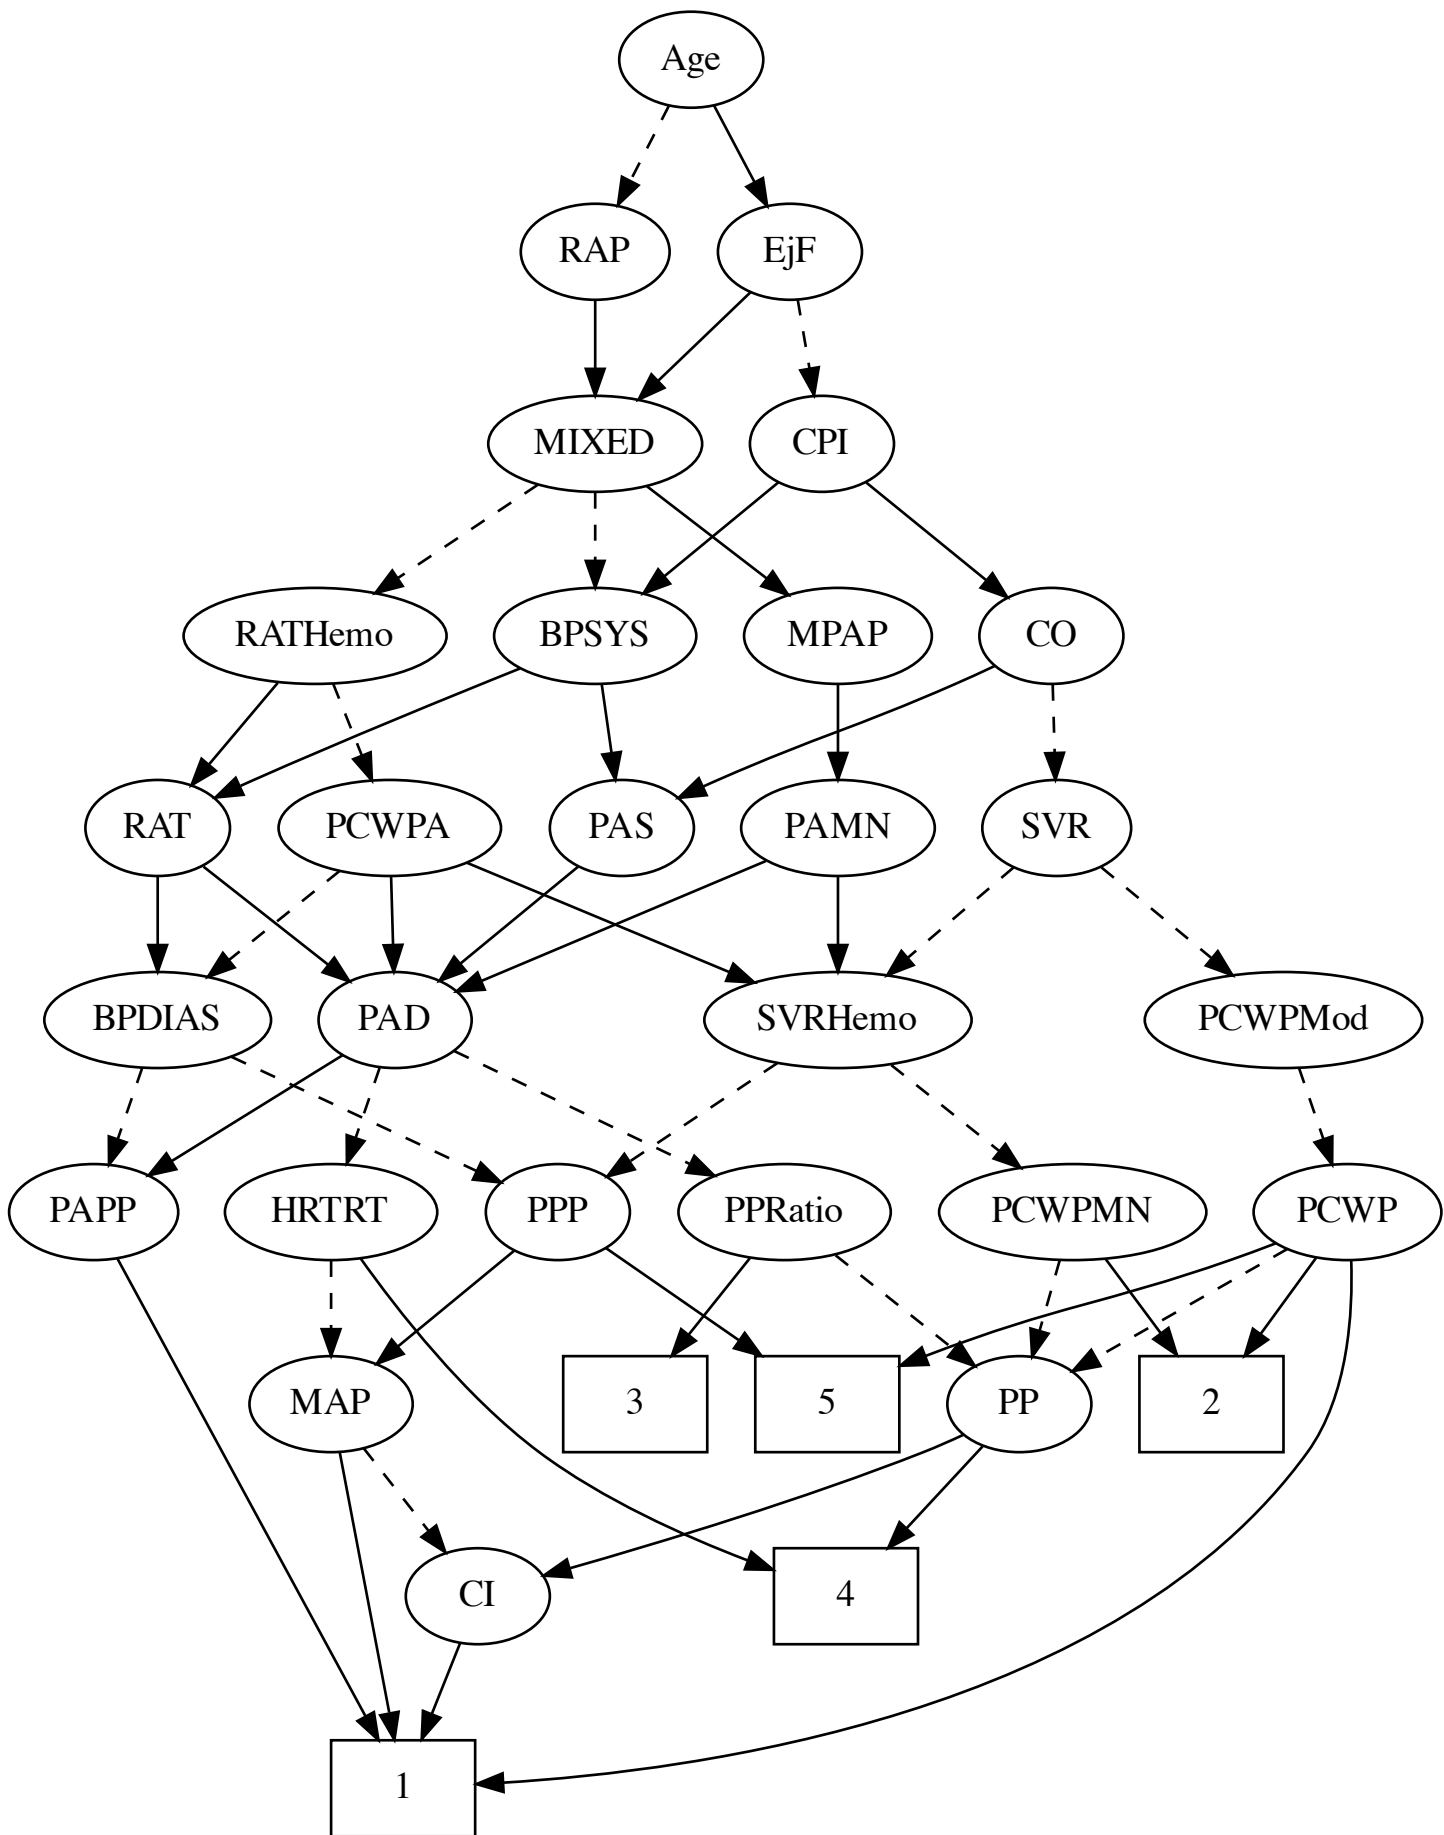 Age
RAP
EjF
MIXED
CPI
RATHemo
BPSYS
MPAP
CO
RAT
PCWPA
PAS
PAMN
SVR
BPDIAS
PAD
SVRHemo
PCWPMod
PAPP
HRTRT
PPP
PPRatio
PCWPMN
PCWP
MAP
3
5
PP
2
CI
4
1